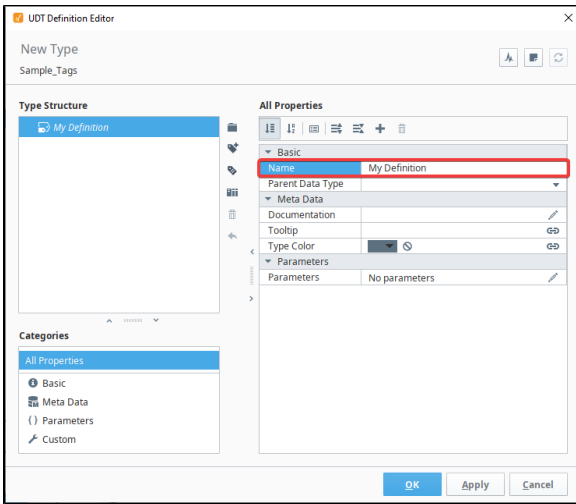 UDT Definition Editor
New Type
Sample_Tags
Type Structure
My Definition
All Properties
Basic
Name My Definition
Parent Data Type
Meta Data
Documentation
Tooltip
Type Color
Parameters
Parameters No parameters
Categories
All Properties
Basic
Meta Data
Parameters
Custom
OK Apply Cancel